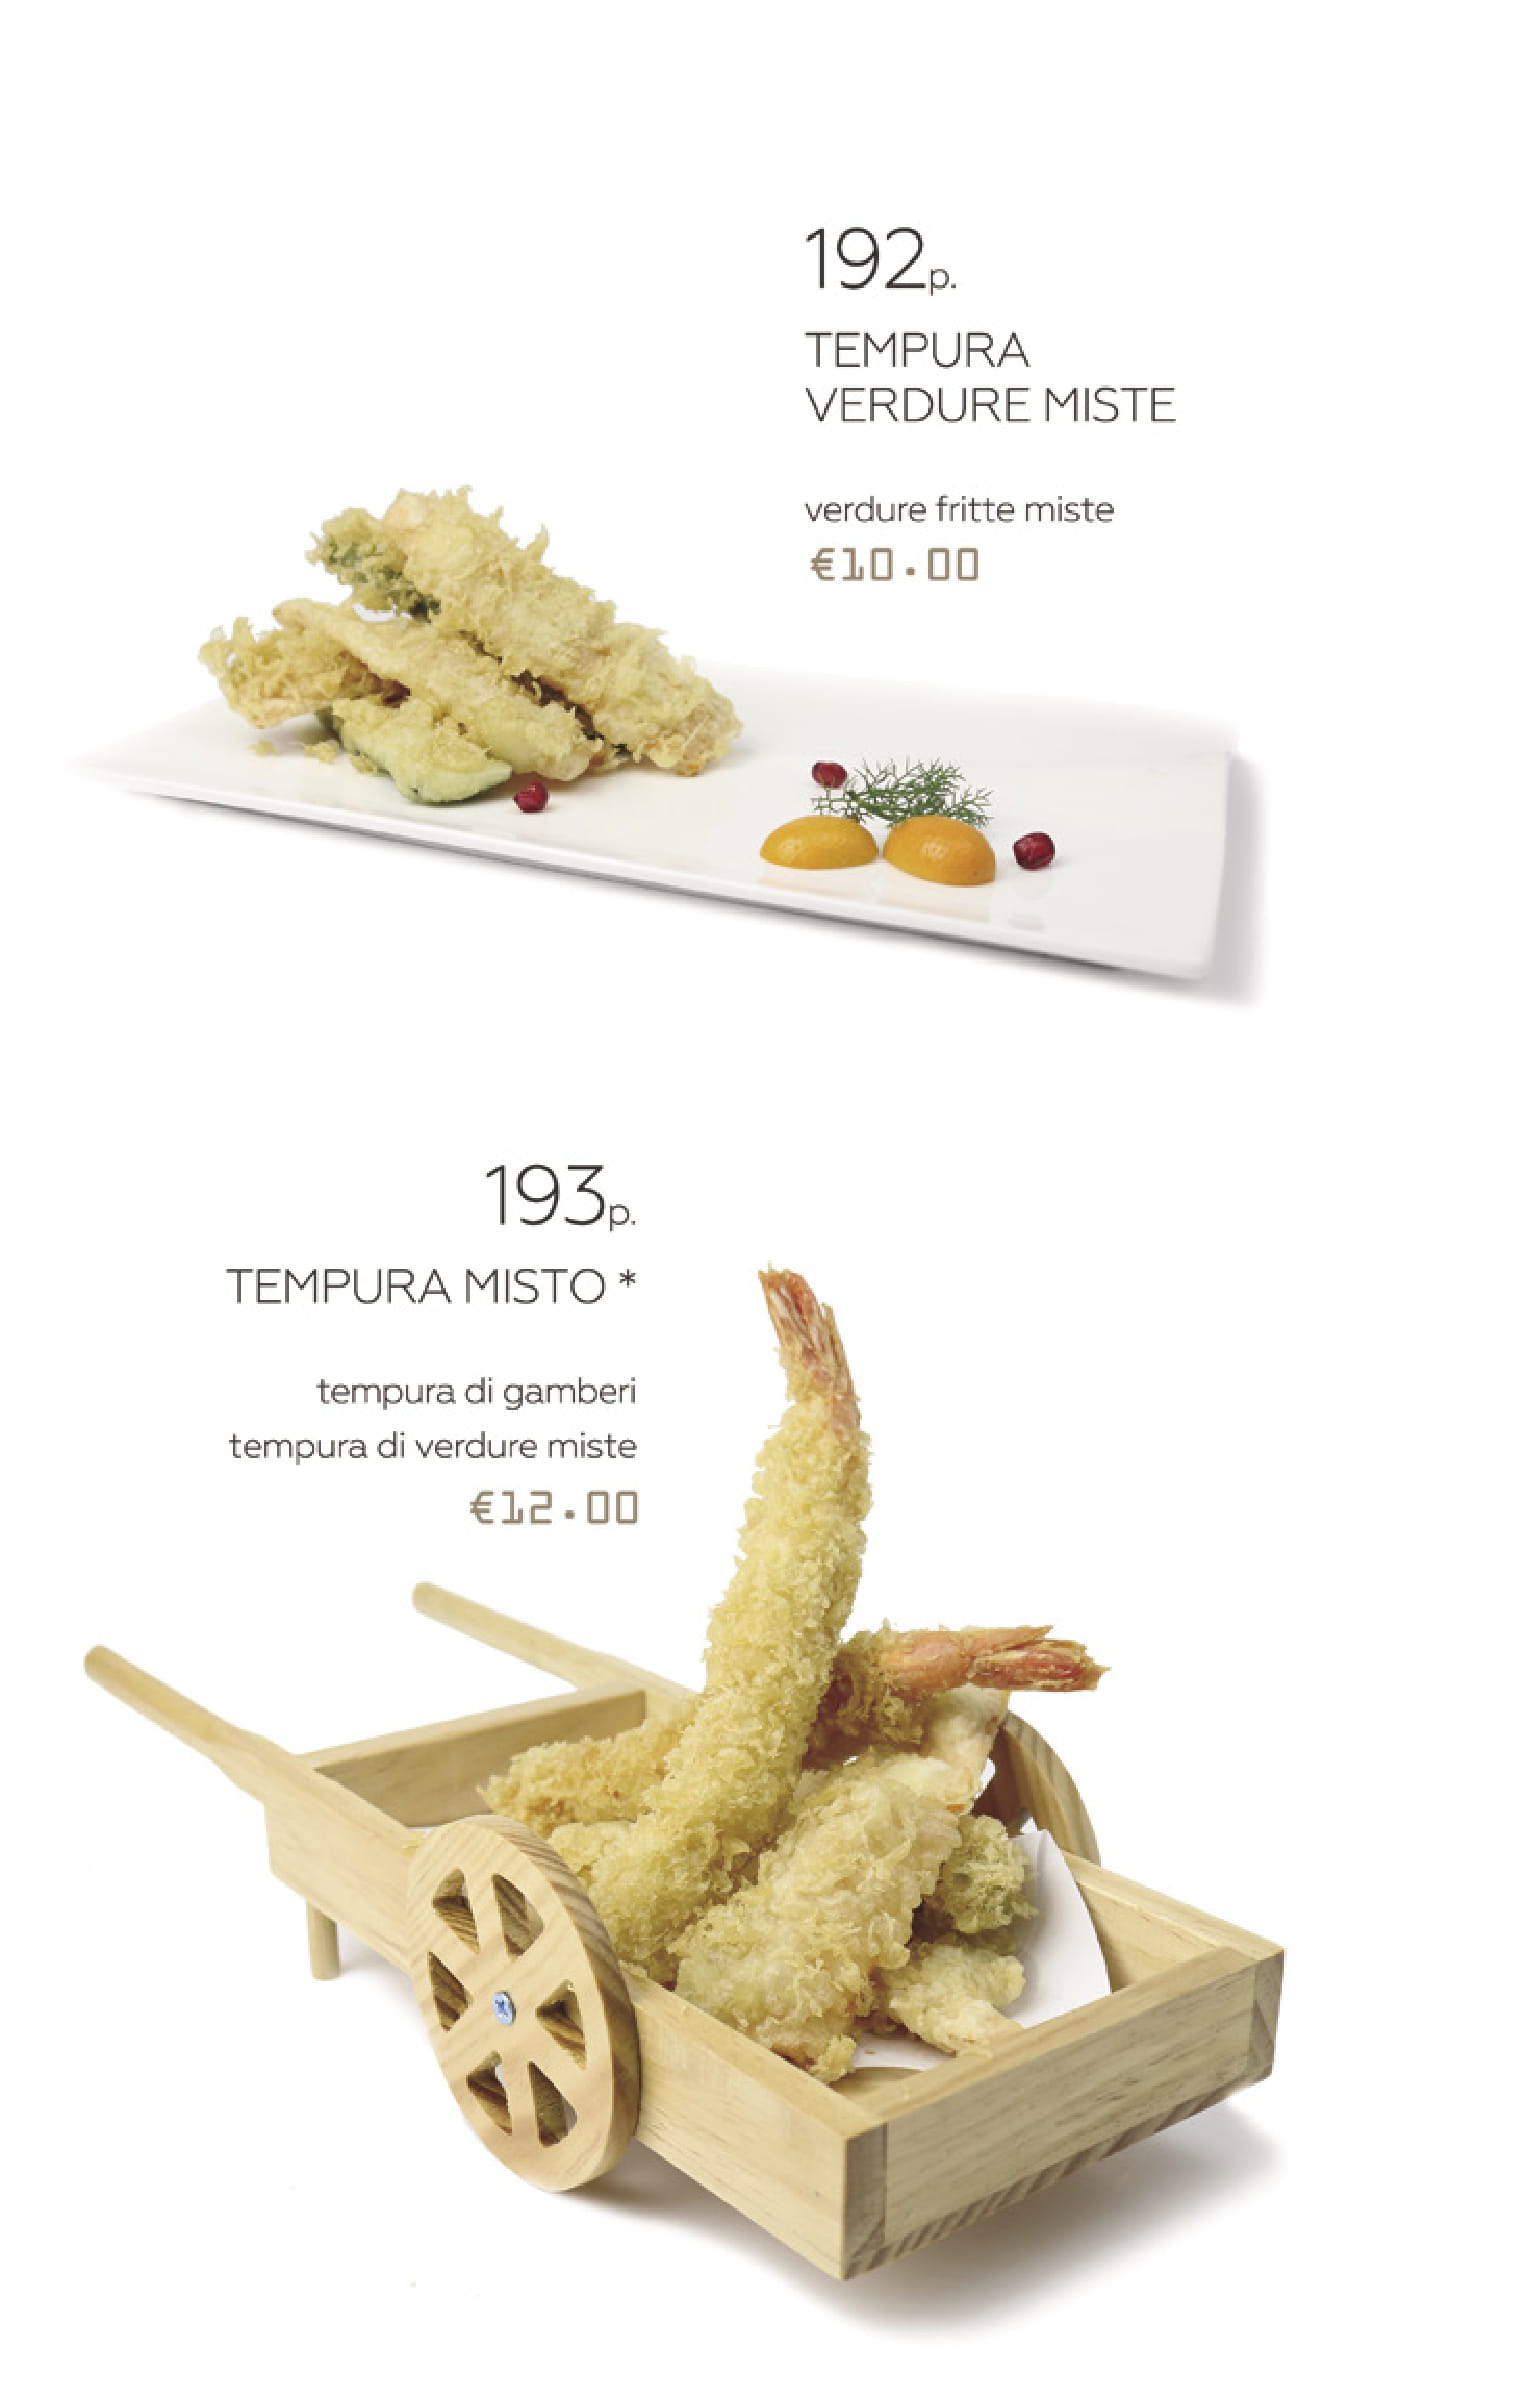 192p.
TEMPURA
VERDURE MISTE
verdure fritte miste
€10.00
193p.
TEMPURA MISTO *
tempura di gamberi
tempura di verdure miste
€12.00